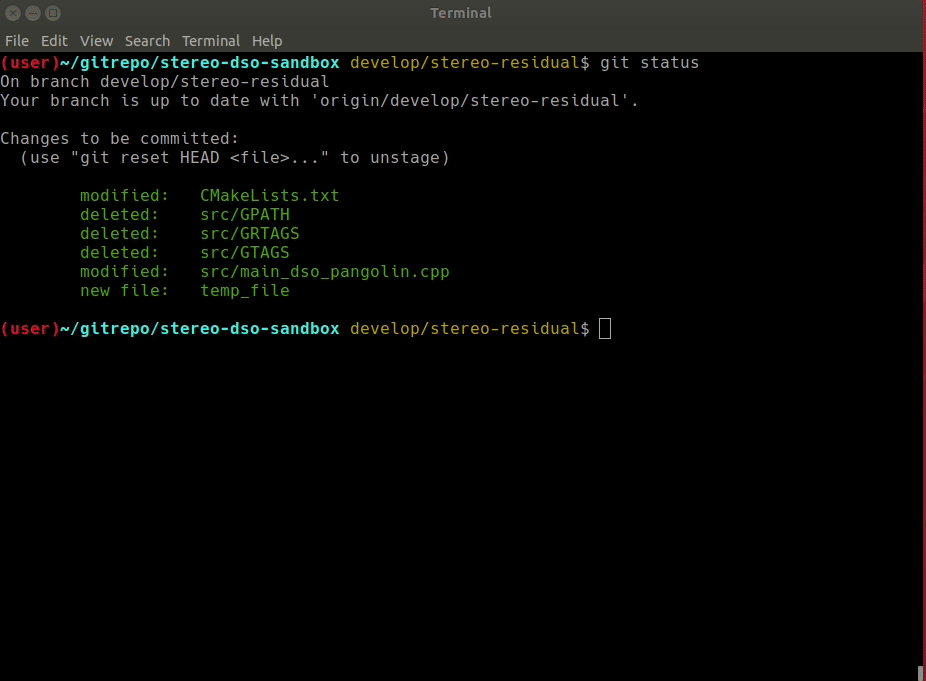 Terminal
File Edit View Search Terminal Help
(user)~/gitrepo/stereo-dso-sandbox develop/stereo-residual$ git status
On branch develop/stereo-residual
Your branch is up to date with 'origin/develop/stereo-residual'.
Changes to be committed:
  (use "git reset HEAD <file>..." to unstage)
        modified:   CMakeLists.txt
        deleted:    src/GPATH
        deleted:    src/GRTAGS
        deleted:    src/GTAGS
        modified:   src/main_dso_pangolin.cpp
        new file:   temp_file
(user)~/gitrepo/stereo-dso-sandbox develop/stereo-residual$